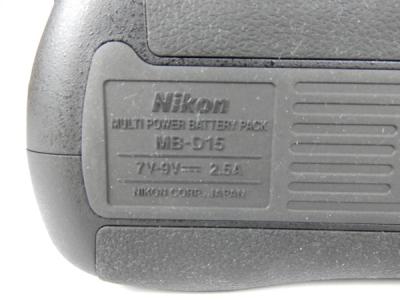 Nikon
MULTI POWER BATTERY PACK
MB-D15
7V-9V⎓ 2.5A
NIKON CORP. JAPAN